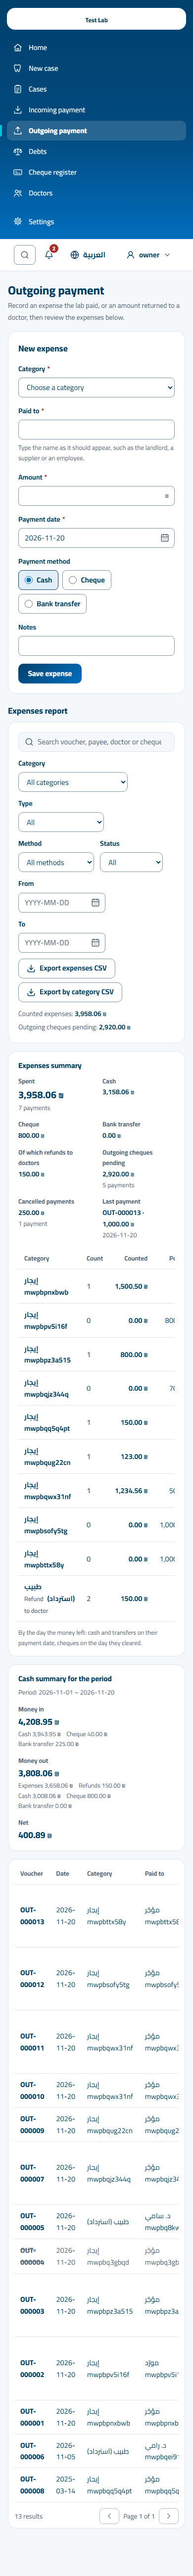 Test Lab
Home
New case
Cases
Incoming payment
Outgoing payment
Debts
Cheque register
Doctors
Settings
2
العربية
owner
Outgoing payment
Record an expense the lab paid, or an amount returned to a
doctor, then review the expenses below.
New expense
Category *
Choose a category
Paid to *
Type the name as it should appear, such as the landlord, a
supplier or an employee.
Amount *
₪
Payment date *
2026-11-20
Payment method
Cash
Cheque
Bank transfer
Notes
Save expense
Expenses report
Search voucher, payee, doctor or cheque
Category
All categories
Type
All
Method Status
All methods All
From
YYYY-MM-DD
To
YYYY-MM-DD
Export expenses CSV
Export by category CSV
Counted expenses: 3,958.06 ₪
Outgoing cheques pending: 2,920.00 ₪
Expenses summary
Spent Cash
3,958.06 ₪ 3,158.06 ₪
7 payments
Cheque Bank transfer
800.00 ₪ 0.00 ₪
Of which refunds to doctors Outgoing cheques pending
150.00 ₪ 2,920.00 ₪
5 payments
Cancelled payments Last payment
250.00 ₪ OUT-000013 · 1,000.00 ₪
1 payment 2026-11-20
Category Count Counted
إيجار mwpbpnxbwb 1 1,500.50 ₪
إيجار mwpbpv5i16f 0 0.00 ₪
إيجار mwpbpz3a515 1 800.00 ₪
إيجار mwpbqjz344q 0 0.00 ₪
إيجار mwpbqq5q4pt 1 150.00 ₪
إيجار mwpbqug22cn 1 123.00 ₪
إيجار mwpbqwx31nf 1 1,234.56 ₪
إيجار mwpbsofy5tg 0 0.00 ₪
إيجار mwpbttx58y 0 0.00 ₪
طبيب (استرداد) Refund to doctor 2 150.00 ₪
By the day the money left: cash and transfers on their
payment date, cheques on the day they cleared.
Cash summary for the period
Period: 2026-11-01 – 2026-11-20
Money in
4,208.95 ₪
Cash 3,943.95 ₪ Cheque 40.00 ₪
Bank transfer 225.00 ₪
Money out
3,808.06 ₪
Expenses 3,658.06 ₪ Refunds 150.00 ₪
Cash 3,008.06 ₪ Cheque 800.00 ₪
Bank transfer 0.00 ₪
Net
400.89 ₪
Voucher Date Category Paid to
OUT-000013 2026-11-20 إيجار mwpbttx58y مؤجّر
OUT-000012 2026-11-20 إيجار mwpbsofy5tg مؤجّر
OUT-000011 2026-11-20 إيجار mwpbqwx31nf مؤجّر
OUT-000010 2026-11-20 إيجار mwpbqwx31nf مؤجّر
OUT-000009 2026-11-20 إيجار mwpbqug22cn مؤجّر
OUT-000007 2026-11-20 إيجار mwpbqjz344q مؤجّر
OUT-000005 2026-11-20 طبيب (استرداد) د. سامي
OUT-000004 2026-11-20 إيجار mwpbq3gbqd مؤجّر
OUT-000003 2026-11-20 إيجار mwpbpz3a515 مؤجّر
OUT-000002 2026-11-20 إيجار mwpbpv5i16f مورّد
OUT-000001 2026-11-20 إيجار mwpbpnxbwb مؤجّر
OUT-000006 2026-11-05 طبيب (استرداد) د. رامي
OUT-000008 2025-03-14 إيجار mwpbqq5q4pt مؤجّر
13 results Page 1 of 1